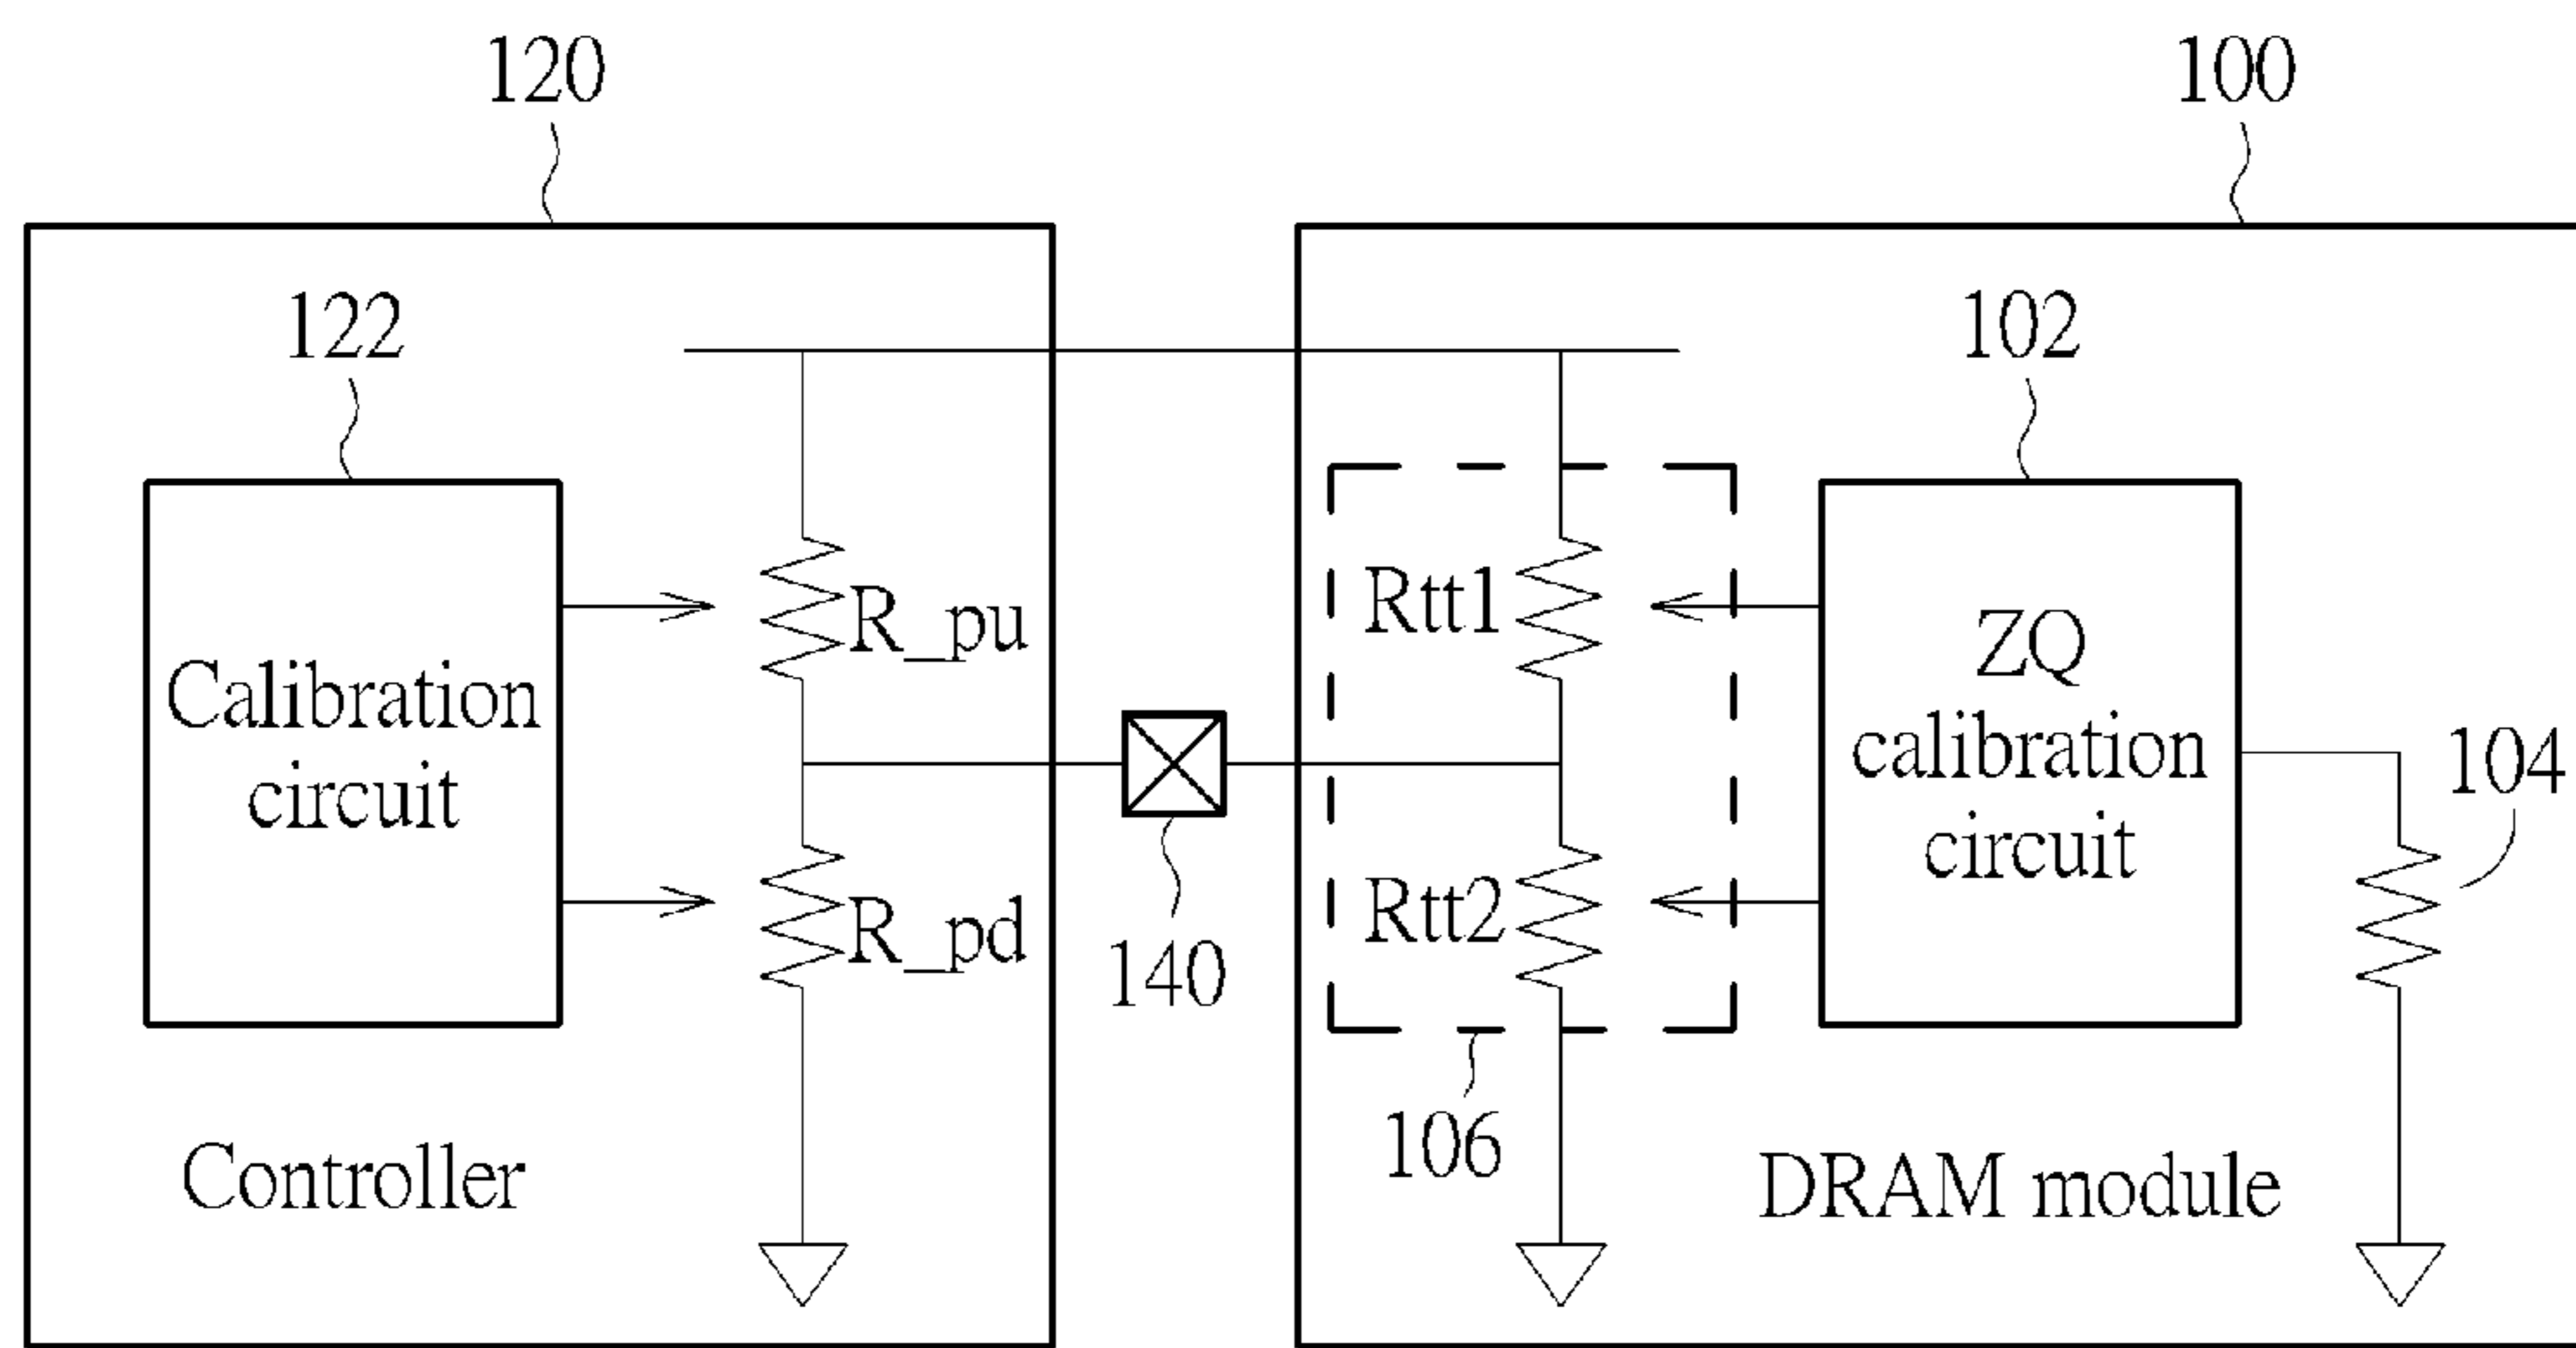 120
100
122
102
Calibration
circuit
R_pu
R_pd
140
Rtt1
Rtt2
ZQ
calibration
circuit
104
106
Controller
DRAM module